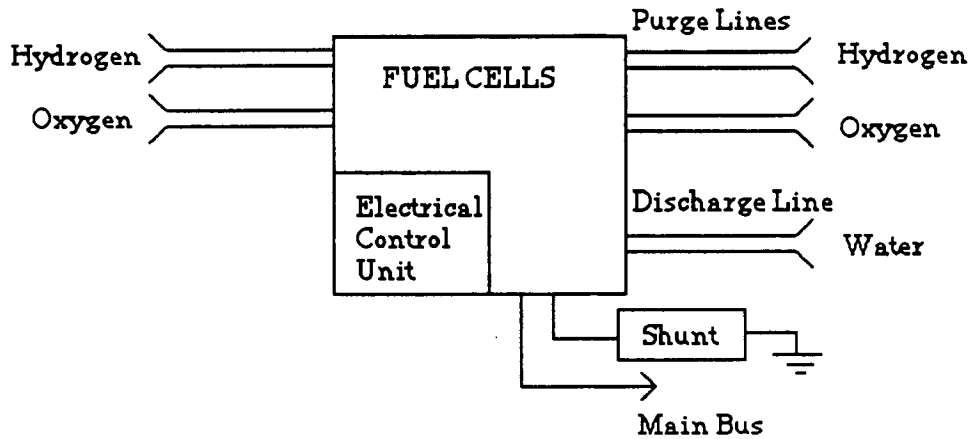 Purge Lines
Hydrogen
Hydrogen
FUEL CELLS
Oxygen
Oxygen
Electrical
Control
Unit
Discharge Line
Water
Shunt
Main Bus